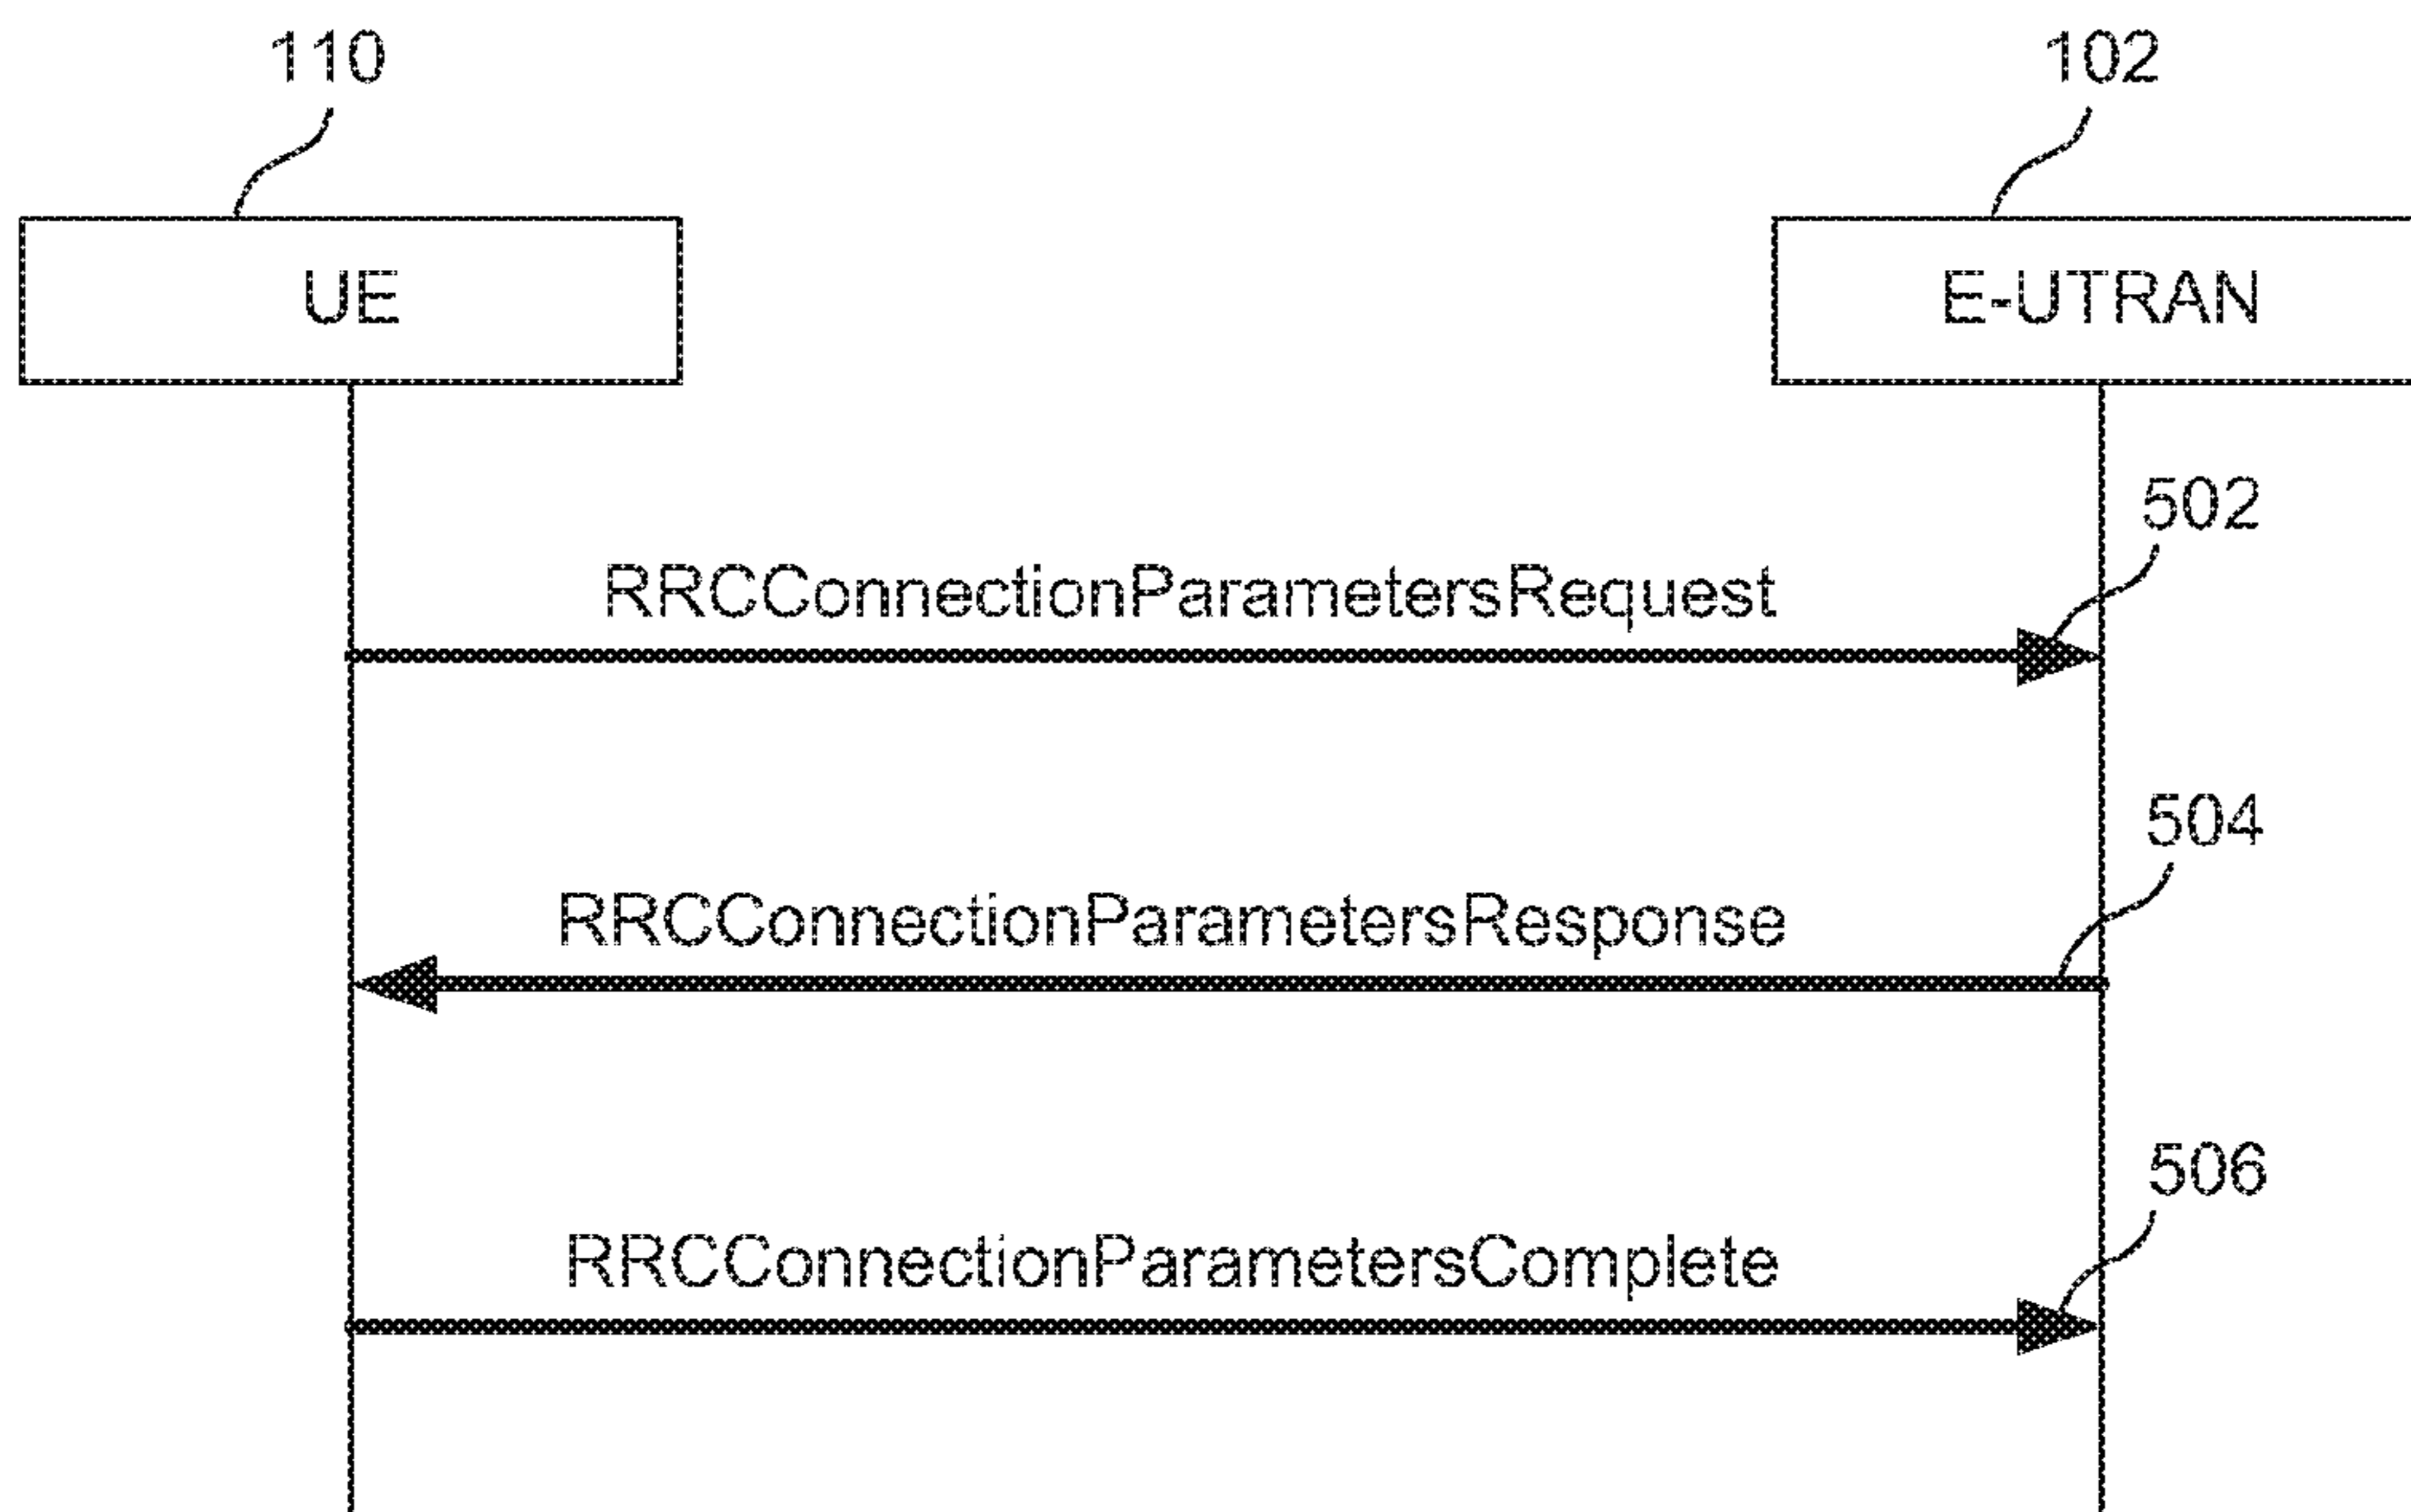 110
102
UE
E-UTRAN
502
RRCConnectionParametersRequest
504
RRCConnectionParametersResponse
506
RRCConnectionParametersComplete